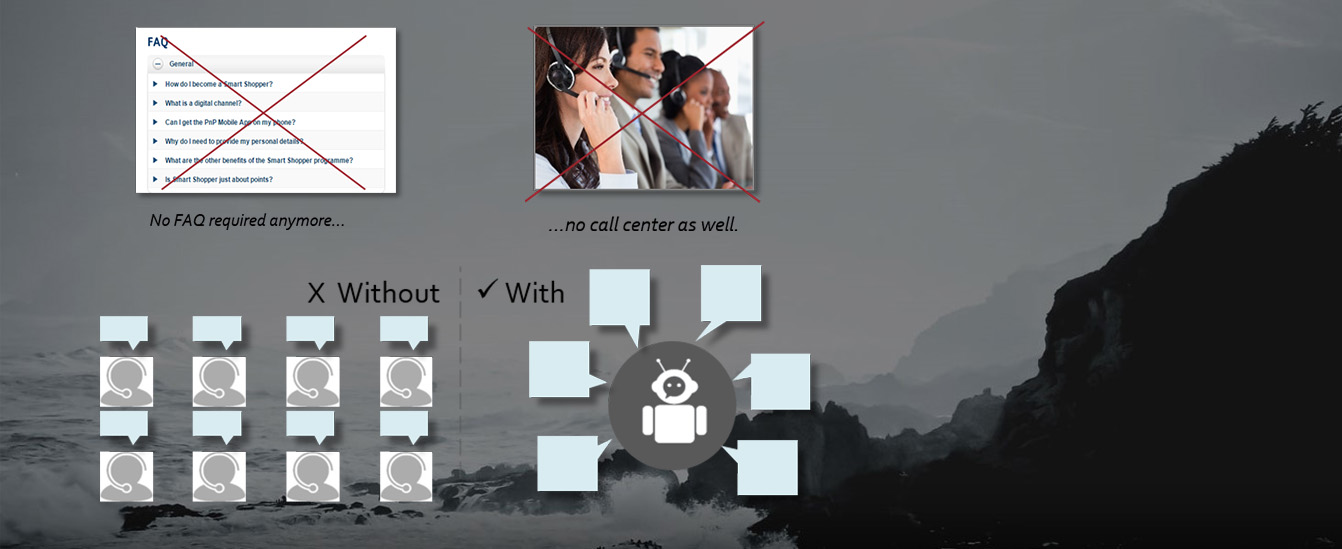 FAQ
General
How do I become a Smart Shopper?
What is a digital channel?
Can I get the PnP Mobile App on my phone?
Why do I need to provide my personal details?
What are the other benefits of the Smart Shopper programme?
Is Smart Shopper just about points?
No FAQ required anymore...
...no call center as well.
X Without
✓ With